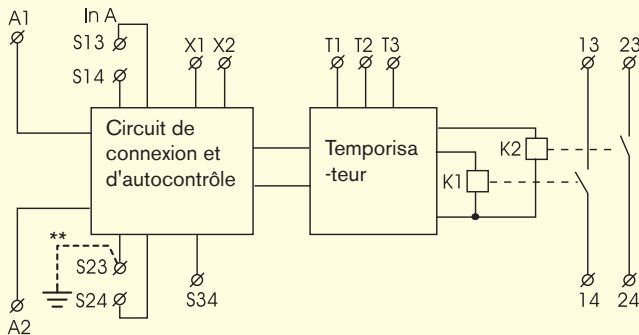 A1
In A
S13
S14
X1 X2
T1 T2 T3
13 23
Circuit de
connexion et
d'autocontrôle
Temporisa
-teur
K2
K1
**
S23
S24
S34
A2
14 24